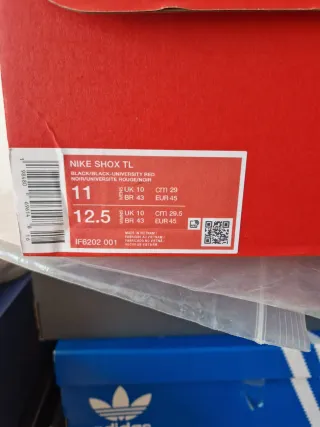 NIKE SHOX TL
BLACK/BLACK-UNIVERSITY RED
NOIR/UNIVERSITE ROUGE/NOIR
11 UK 10 CM 29
BR 43 EUR 45
12.5 UK 10 CM 29.5
BR 43 EUR 45
IF6202 001
adidas